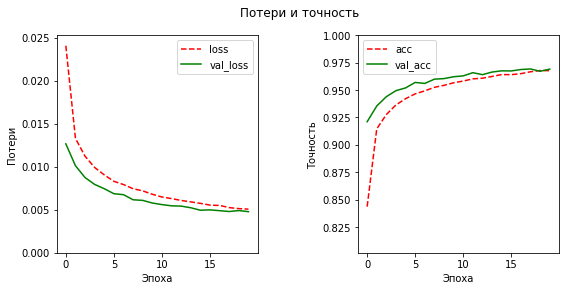 Потери и точность
0.025
0.020
0.015
0.010
0.005
0.000
Потери
0
5
10
15
Эпоха
loss
val_loss
1.000
0.975
0.950
0.925
0.900
0.875
0.850
0.825
Точность
0
5
10
15
Эпоха
acc
val_acc